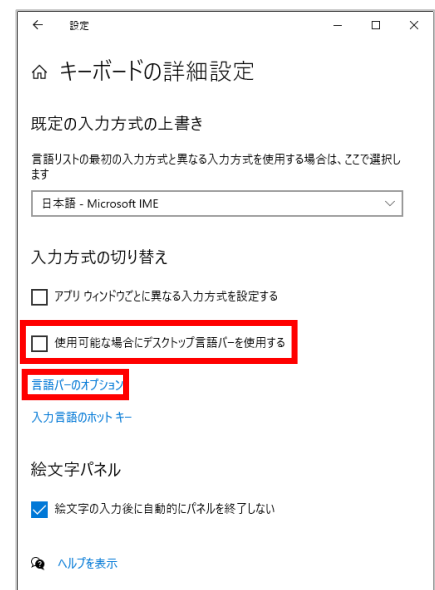 設定
キーボードの詳細設定
既定の入力方式の上書き
言語リストの最初の入力方式と異なる入力方式を使用する場合は、ここで選択し
ます
日本語 - Microsoft IME
入力方式の切り替え
アプリ ウィンドウごとに異なる入力方式を設定する
使用可能な場合にデスクトップ言語バーを使用する
言語バーのオプション
入力言語のホット キー
絵文字パネル
絵文字の入力後に自動的にパネルを終了しない
ヘルプを表示